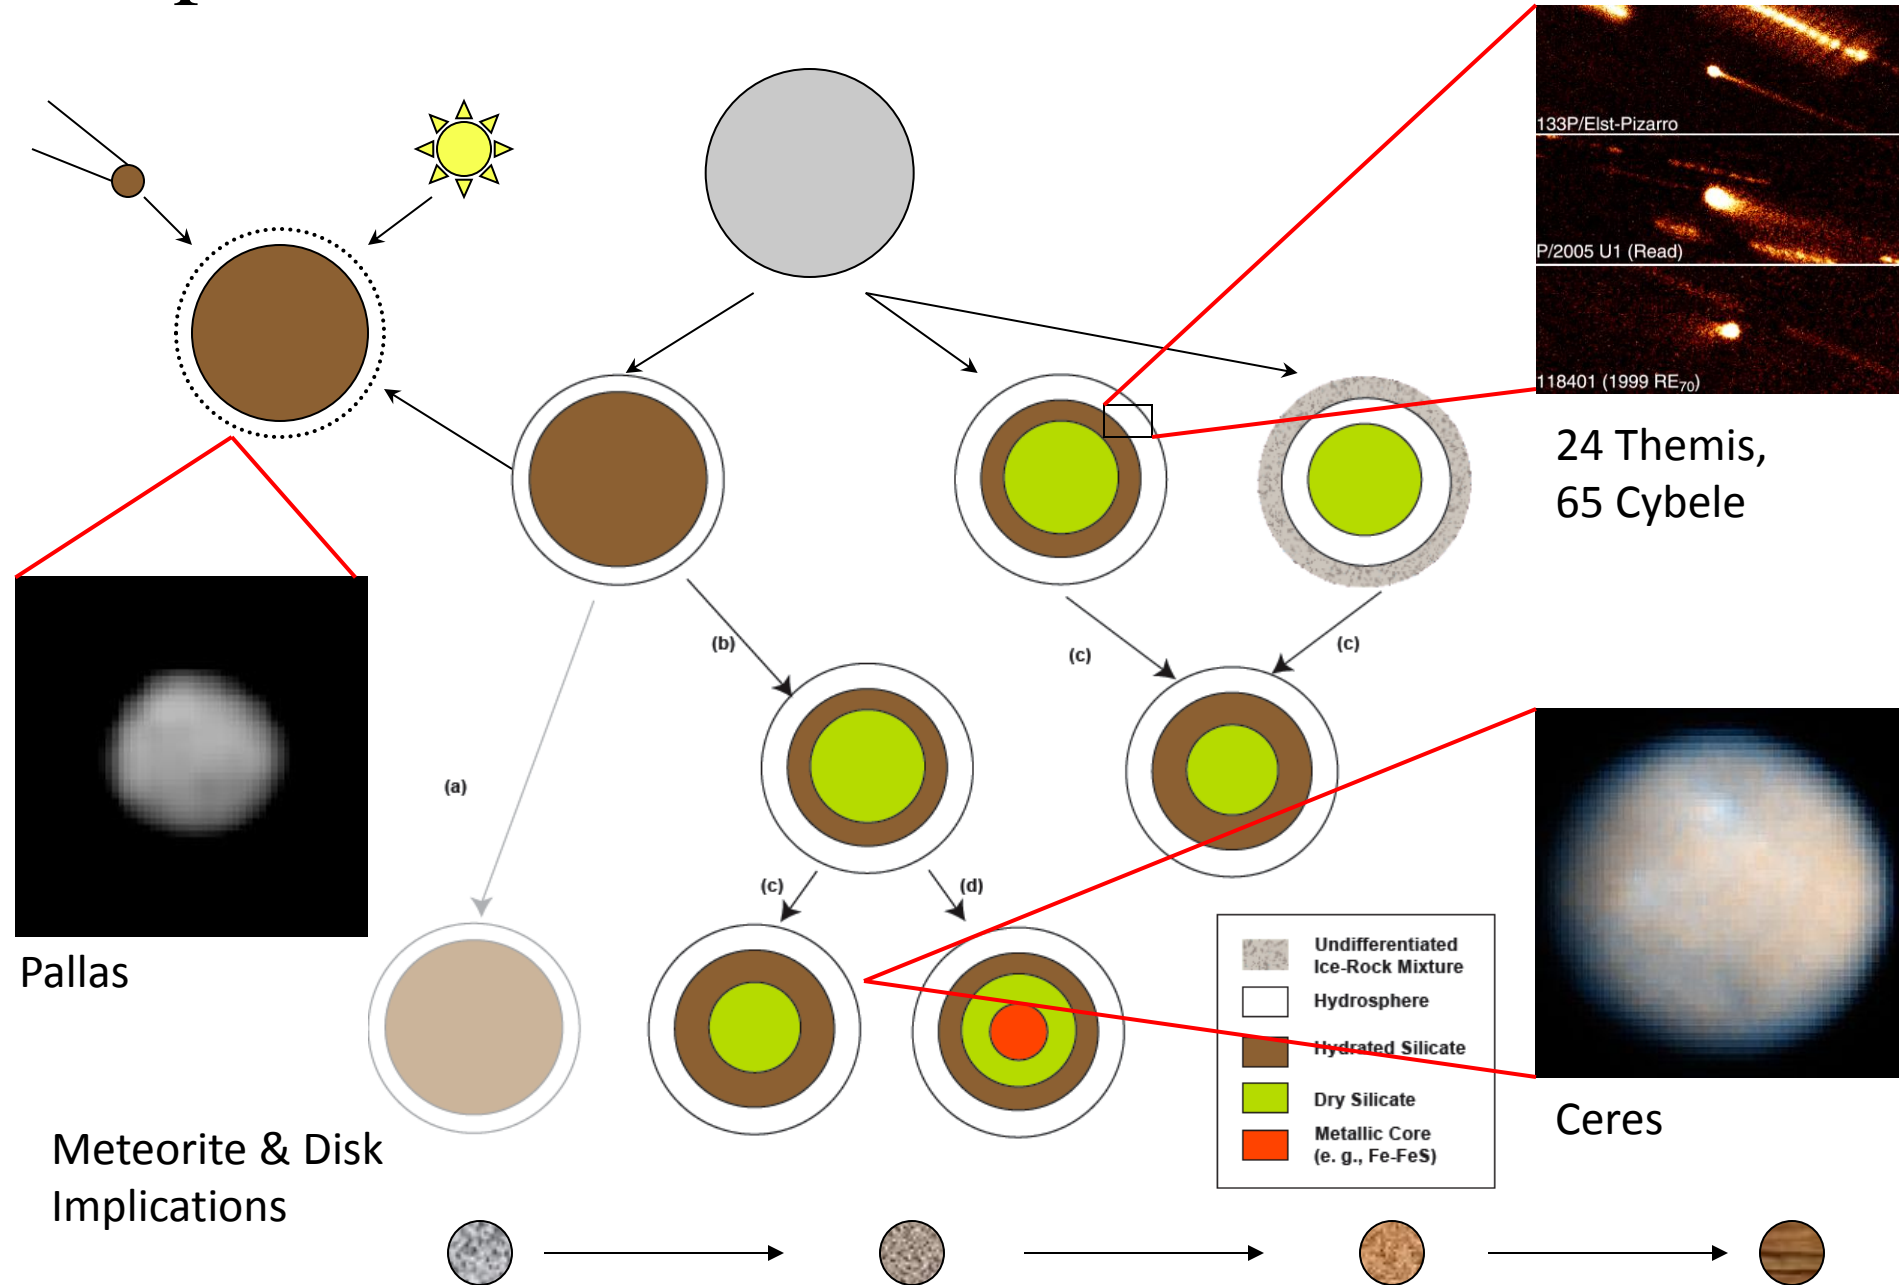 133P/Elst-Pizarro
P/2005 U1 (Read)
118401 (1999 RE70)
24 Themis,
65 Cybele
(b)
(c)
(c)
(a)
(c)
(d)
Pallas
Undifferentiated
Ice-Rock Mixture
Hydrosphere
Hydrated Silicate
Dry Silicate
Metallic Core
(e. g., Fe-FeS)
Ceres
Meteorite & Disk
Implications